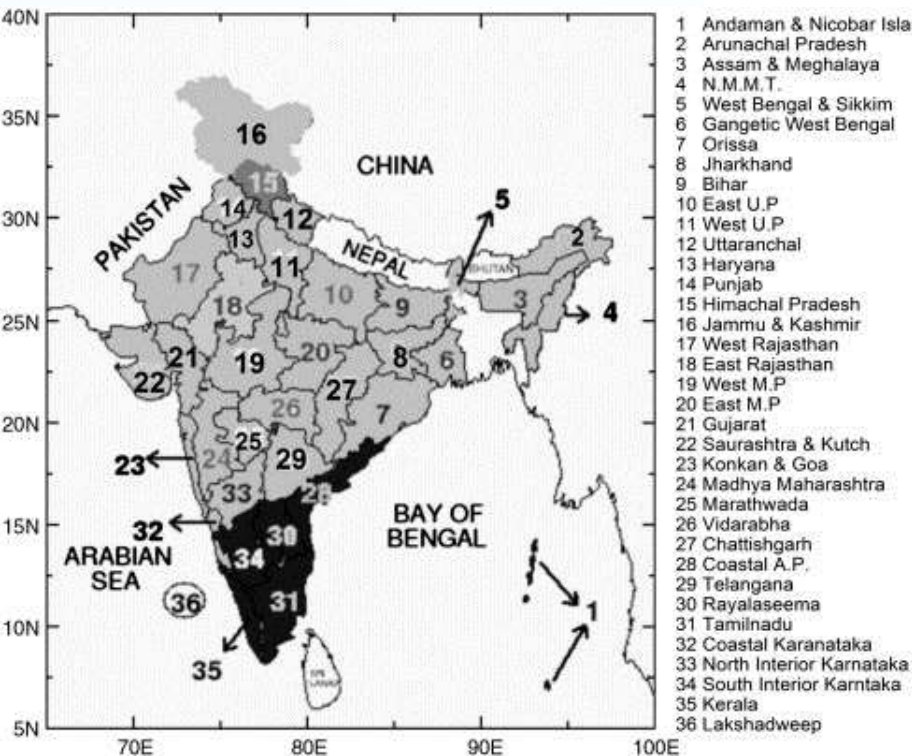 40N
35N
30N
25N
20N
15N
10N
5N
70E 80E 90E 100E
16
CHINA
15
5
PAKISTAN
14
12
13
NEPAL
2
17
11
BHUTAN
10
3
18
9
4
21
19
20
8
6
22
27
26
7
25
23
24
29
33
28
32
30
BAY OF
BENGAL
ARABIAN
SEA
34
36
31
1
35
SRI
LANKA
1 Andaman & Nicobar Isla
2 Arunachal Pradesh
3 Assam & Meghalaya
4 N.M.M.T.
5 West Bengal & Sikkim
6 Gangetic West Bengal
7 Orissa
8 Jharkhand
9 Bihar
10 East U.P
11 West U.P
12 Uttaranchal
13 Haryana
14 Punjab
15 Himachal Pradesh
16 Jammu & Kashmir
17 West Rajasthan
18 East Rajasthan
19 West M.P
20 East M.P
21 Gujarat
22 Saurashtra & Kutch
23 Konkan & Goa
24 Madhya Maharashtra
25 Marathwada
26 Vidarabha
27 Chattishgarh
28 Coastal A.P.
29 Telangana
30 Rayalaseema
31 Tamilnadu
32 Coastal Karanataka
33 North Interior Karnataka
34 South Interior Karntaka
35 Kerala
36 Lakshadweep